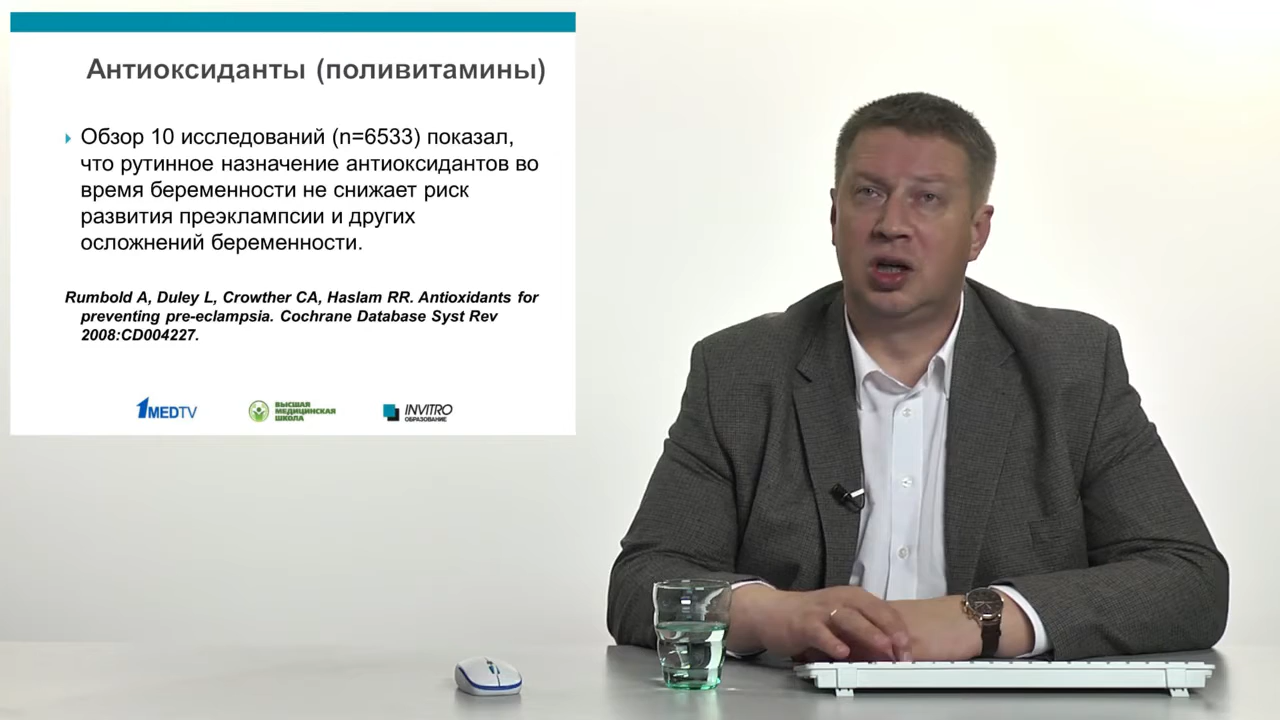 Антиоксиданты (поливитамины)
Обзор 10 исследований (n=6533) показал,
что рутинное назначение антиоксидантов во
время беременности не снижает риск
развития преэклампсии и других
осложнений беременности.
Rumbold A, Duley L, Crowther CA, Haslam RR. Antioxidants for
preventing pre-eclampsia. Cochrane Database Syst Rev
2008:CD004227.
1MEDTV
ВЫСШАЯ
МЕДИЦИНСКАЯ
ШКОЛА
INVITRO
ОБРАЗОВАНИЕ